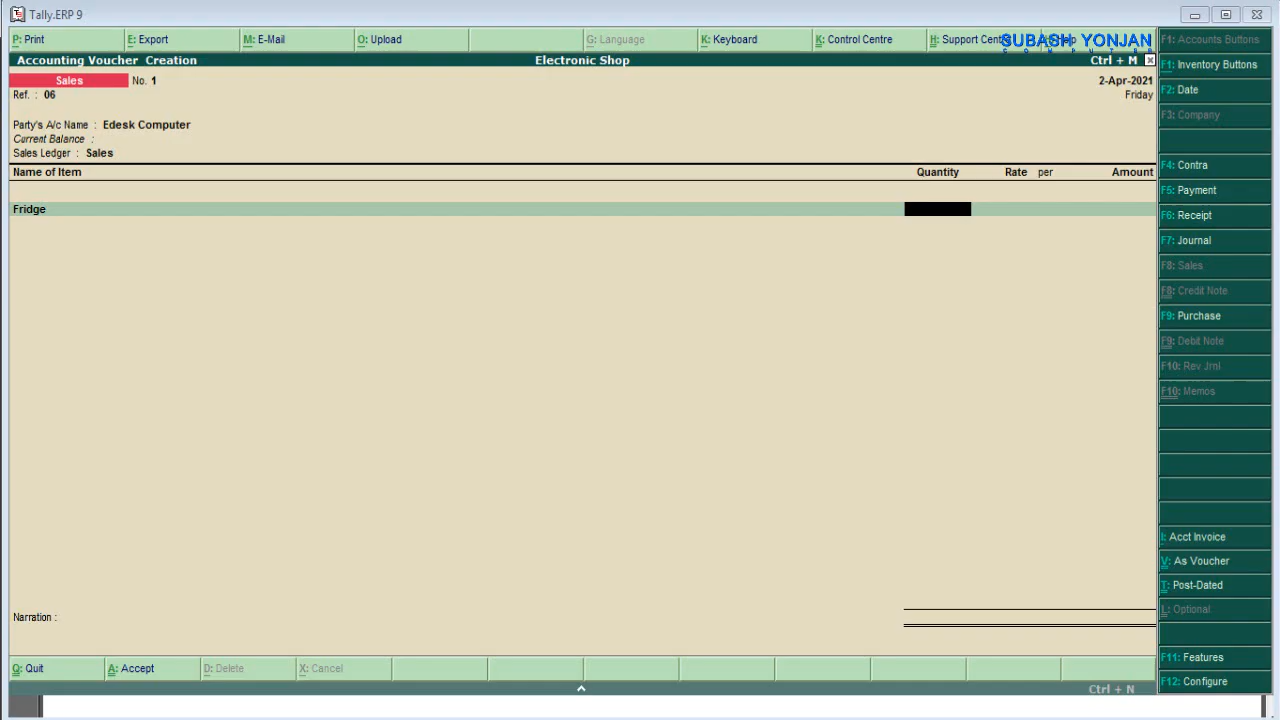 Tally.ERP 9
P: Print E: Export M: E-Mail O: Upload G: Language K: Keyboard K: Control Centre H: Support Cent
SUBASH YONJAN
COMPUTER
Accounting Voucher Creation Electronic Shop Ctrl + M
Sales No. 1 2-Apr-2021
Ref. : 06 Friday
Party's A/c Name : Edesk Computer
Current Balance :
Sales Ledger : Sales
Name of Item Quantity Rate per Amount
Fridge
Narration :
Q: Quit A: Accept D: Delete X: Cancel
Ctrl + N
F1: Accounts Buttons
F1: Inventory Buttons
F2: Date
F3: Company
F4: Contra
F5: Payment
F6: Receipt
F7: Journal
F8: Sales
F8: Credit Note
F9: Purchase
F9: Debit Note
F10: Rev Jrnl
F10: Memos
I: Acct Invoice
V: As Voucher
T: Post-Dated
L: Optional
F11: Features
F12: Configure